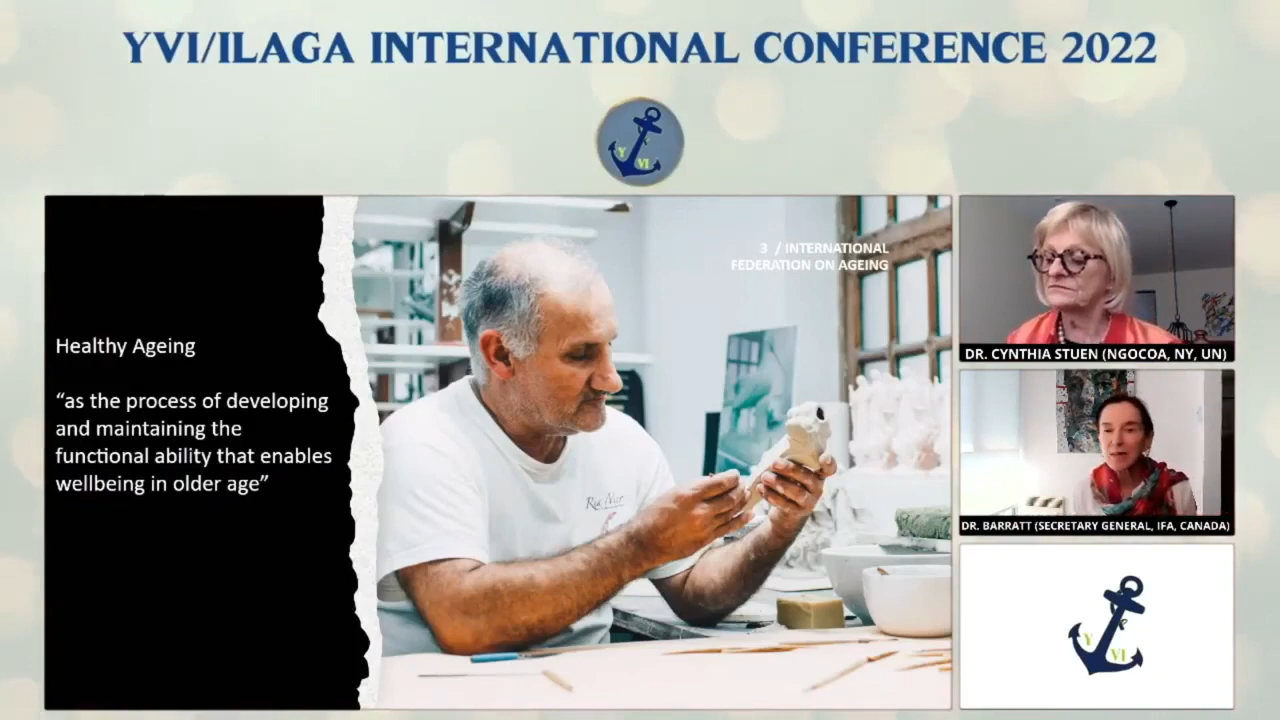 YVI/ILAGA INTERNATIONAL CONFERENCE 2022
Y
VI
3 / INTERNATIONAL
FEDERATION ON AGEING
Healthy Ageing
“as the process of developing
and maintaining the
functional ability that enables
wellbeing in older age”
DR. CYNTHIA STUEN (NGOCOA, NY, UN)
DR. BARRATT (SECRETARY GENERAL, IFA, CANADA)
Y
VI